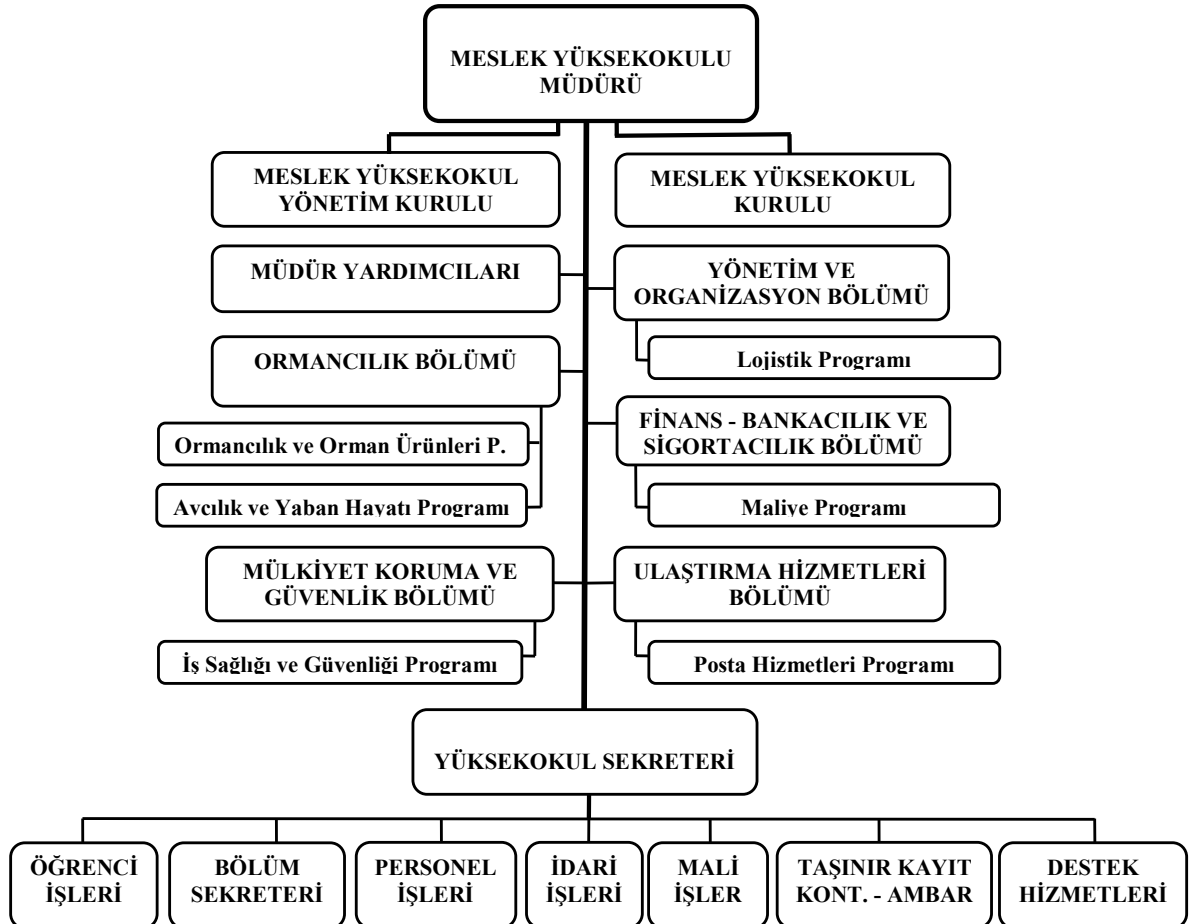 MESLEK YÜKSEKOKULU
MÜDÜRÜ
MESLEK YÜKSEKOKUL
YÖNETİM KURULU
MESLEK YÜKSEKOKUL
KURULU
MÜDÜR YARDIMCILARI
YÖNETİM VE
ORGANİZASYON BÖLÜMÜ
Lojistik Programı
ORMANCILIK BÖLÜMÜ
Ormancılık ve Orman Ürünleri P.
Avcılık ve Yaban Hayatı Programı
FİNANS - BANKACILIK VE
SİGORTACILIK BÖLÜMÜ
Maliye Programı
MÜLKİYET KORUMA VE
GÜVENLİK BÖLÜMÜ
İş Sağlığı ve Güvenliği Programı
ULAŞTIRMA HİZMETLERİ
BÖLÜMÜ
Posta Hizmetleri Programı
YÜKSEKOKUL SEKRETERİ
ÖĞRENCİ
İŞLERİ
BÖLÜM
SEKRETERİ
PERSONEL
İŞLERİ
İDARİ
İŞLERİ
MALİ
İŞLER
TAŞINIR KAYIT
KONT. - AMBAR
DESTEK
HİZMETLERİ